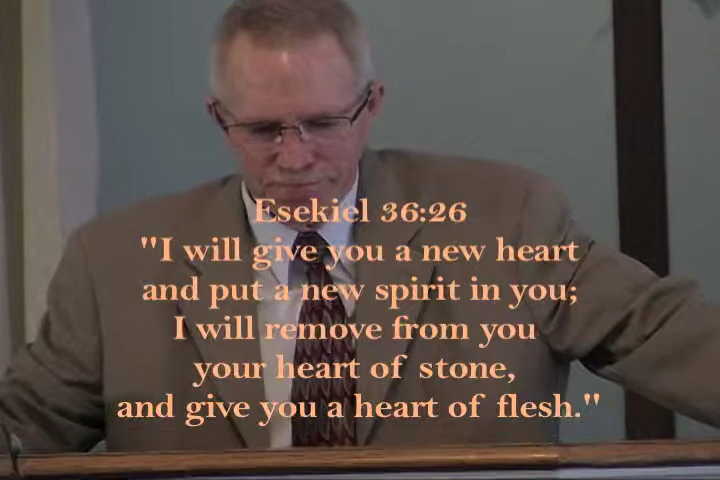 Esekiel 36:26
"I will give you a new heart
and put a new spirit in you;
I will remove from you
your heart of stone,
and give you a heart of flesh."